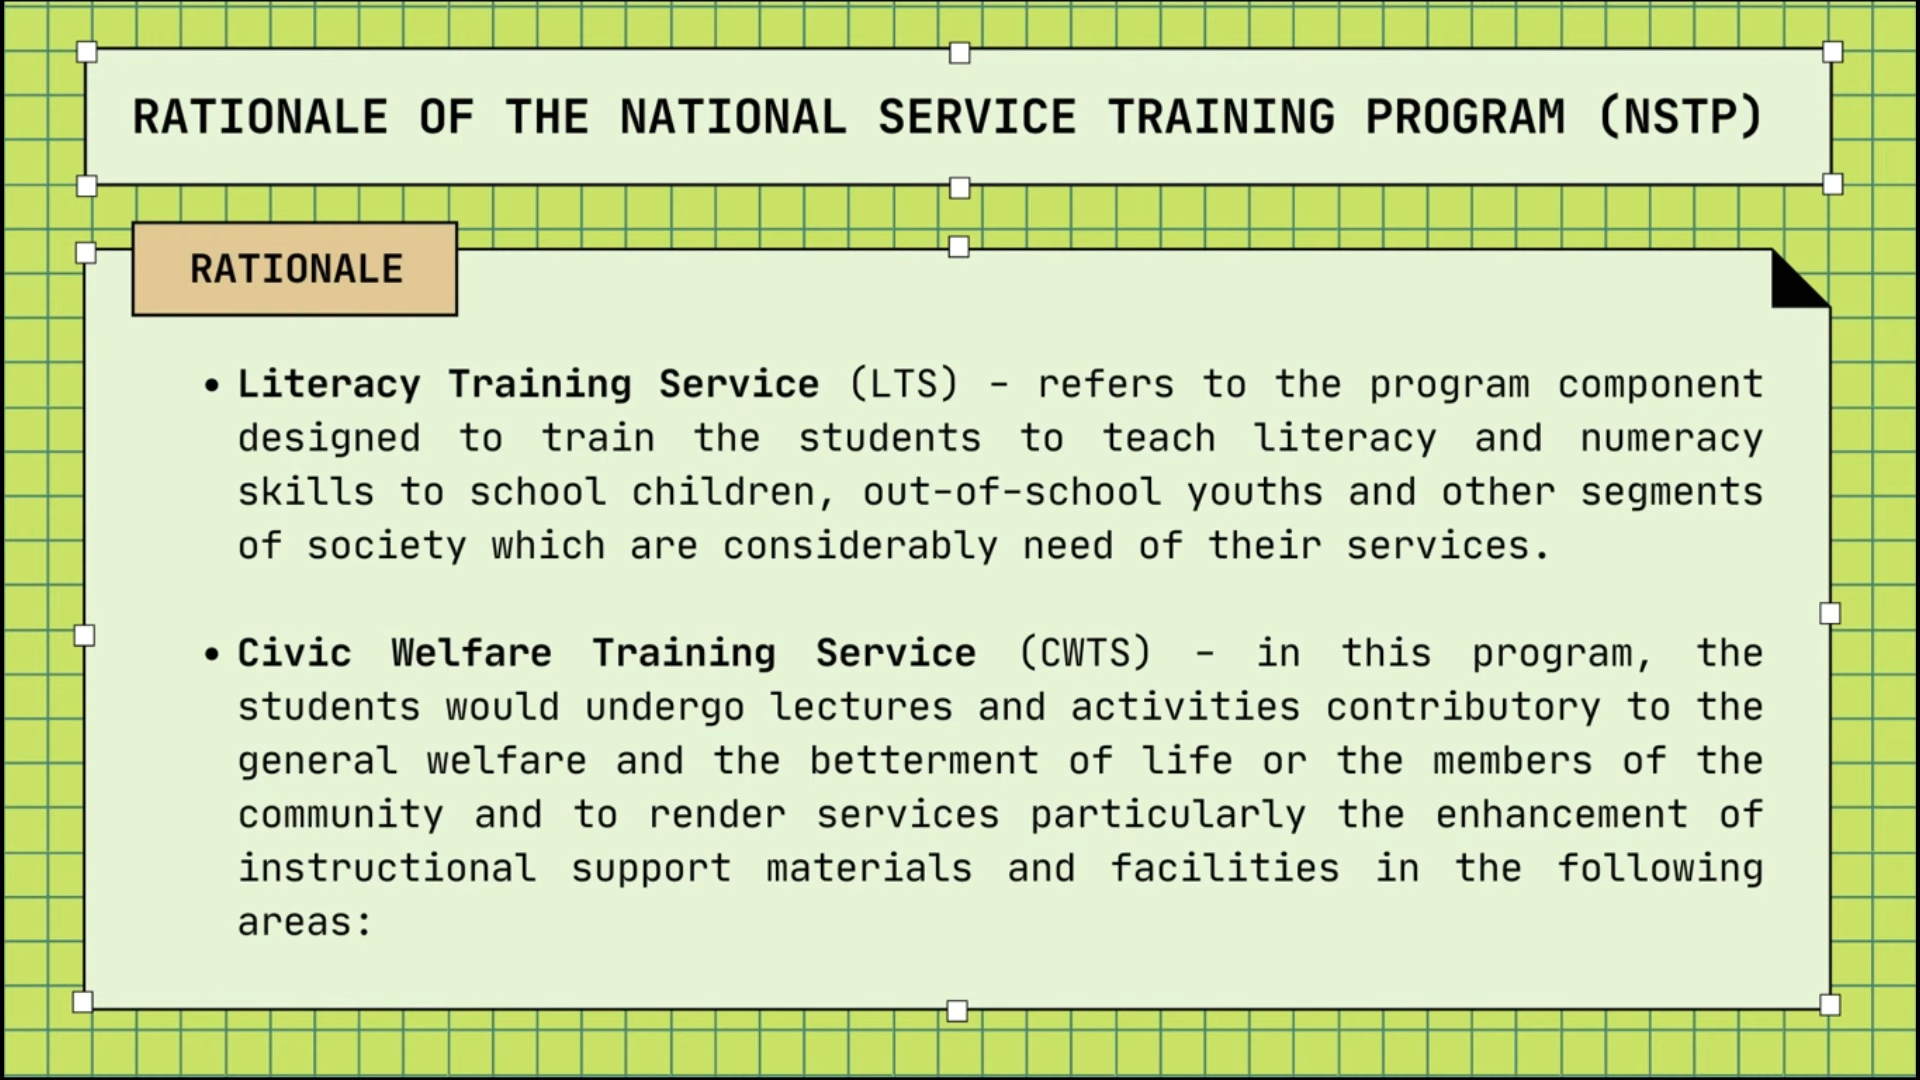 RATIONALE OF THE NATIONAL SERVICE TRAINING PROGRAM (NSTP)
RATIONALE
• Literacy Training Service (LTS) – refers to the program component
designed to train the students to teach literacy and numeracy
skills to school children, out-of-school youths and other segments
of society which are considerably need of their services.
• Civic Welfare Training Service (CWTS) – in this program, the
students would undergo lectures and activities contributory to the
general welfare and the betterment of life or the members of the
community and to render services particularly the enhancement of
instructional support materials and facilities in the following
areas: